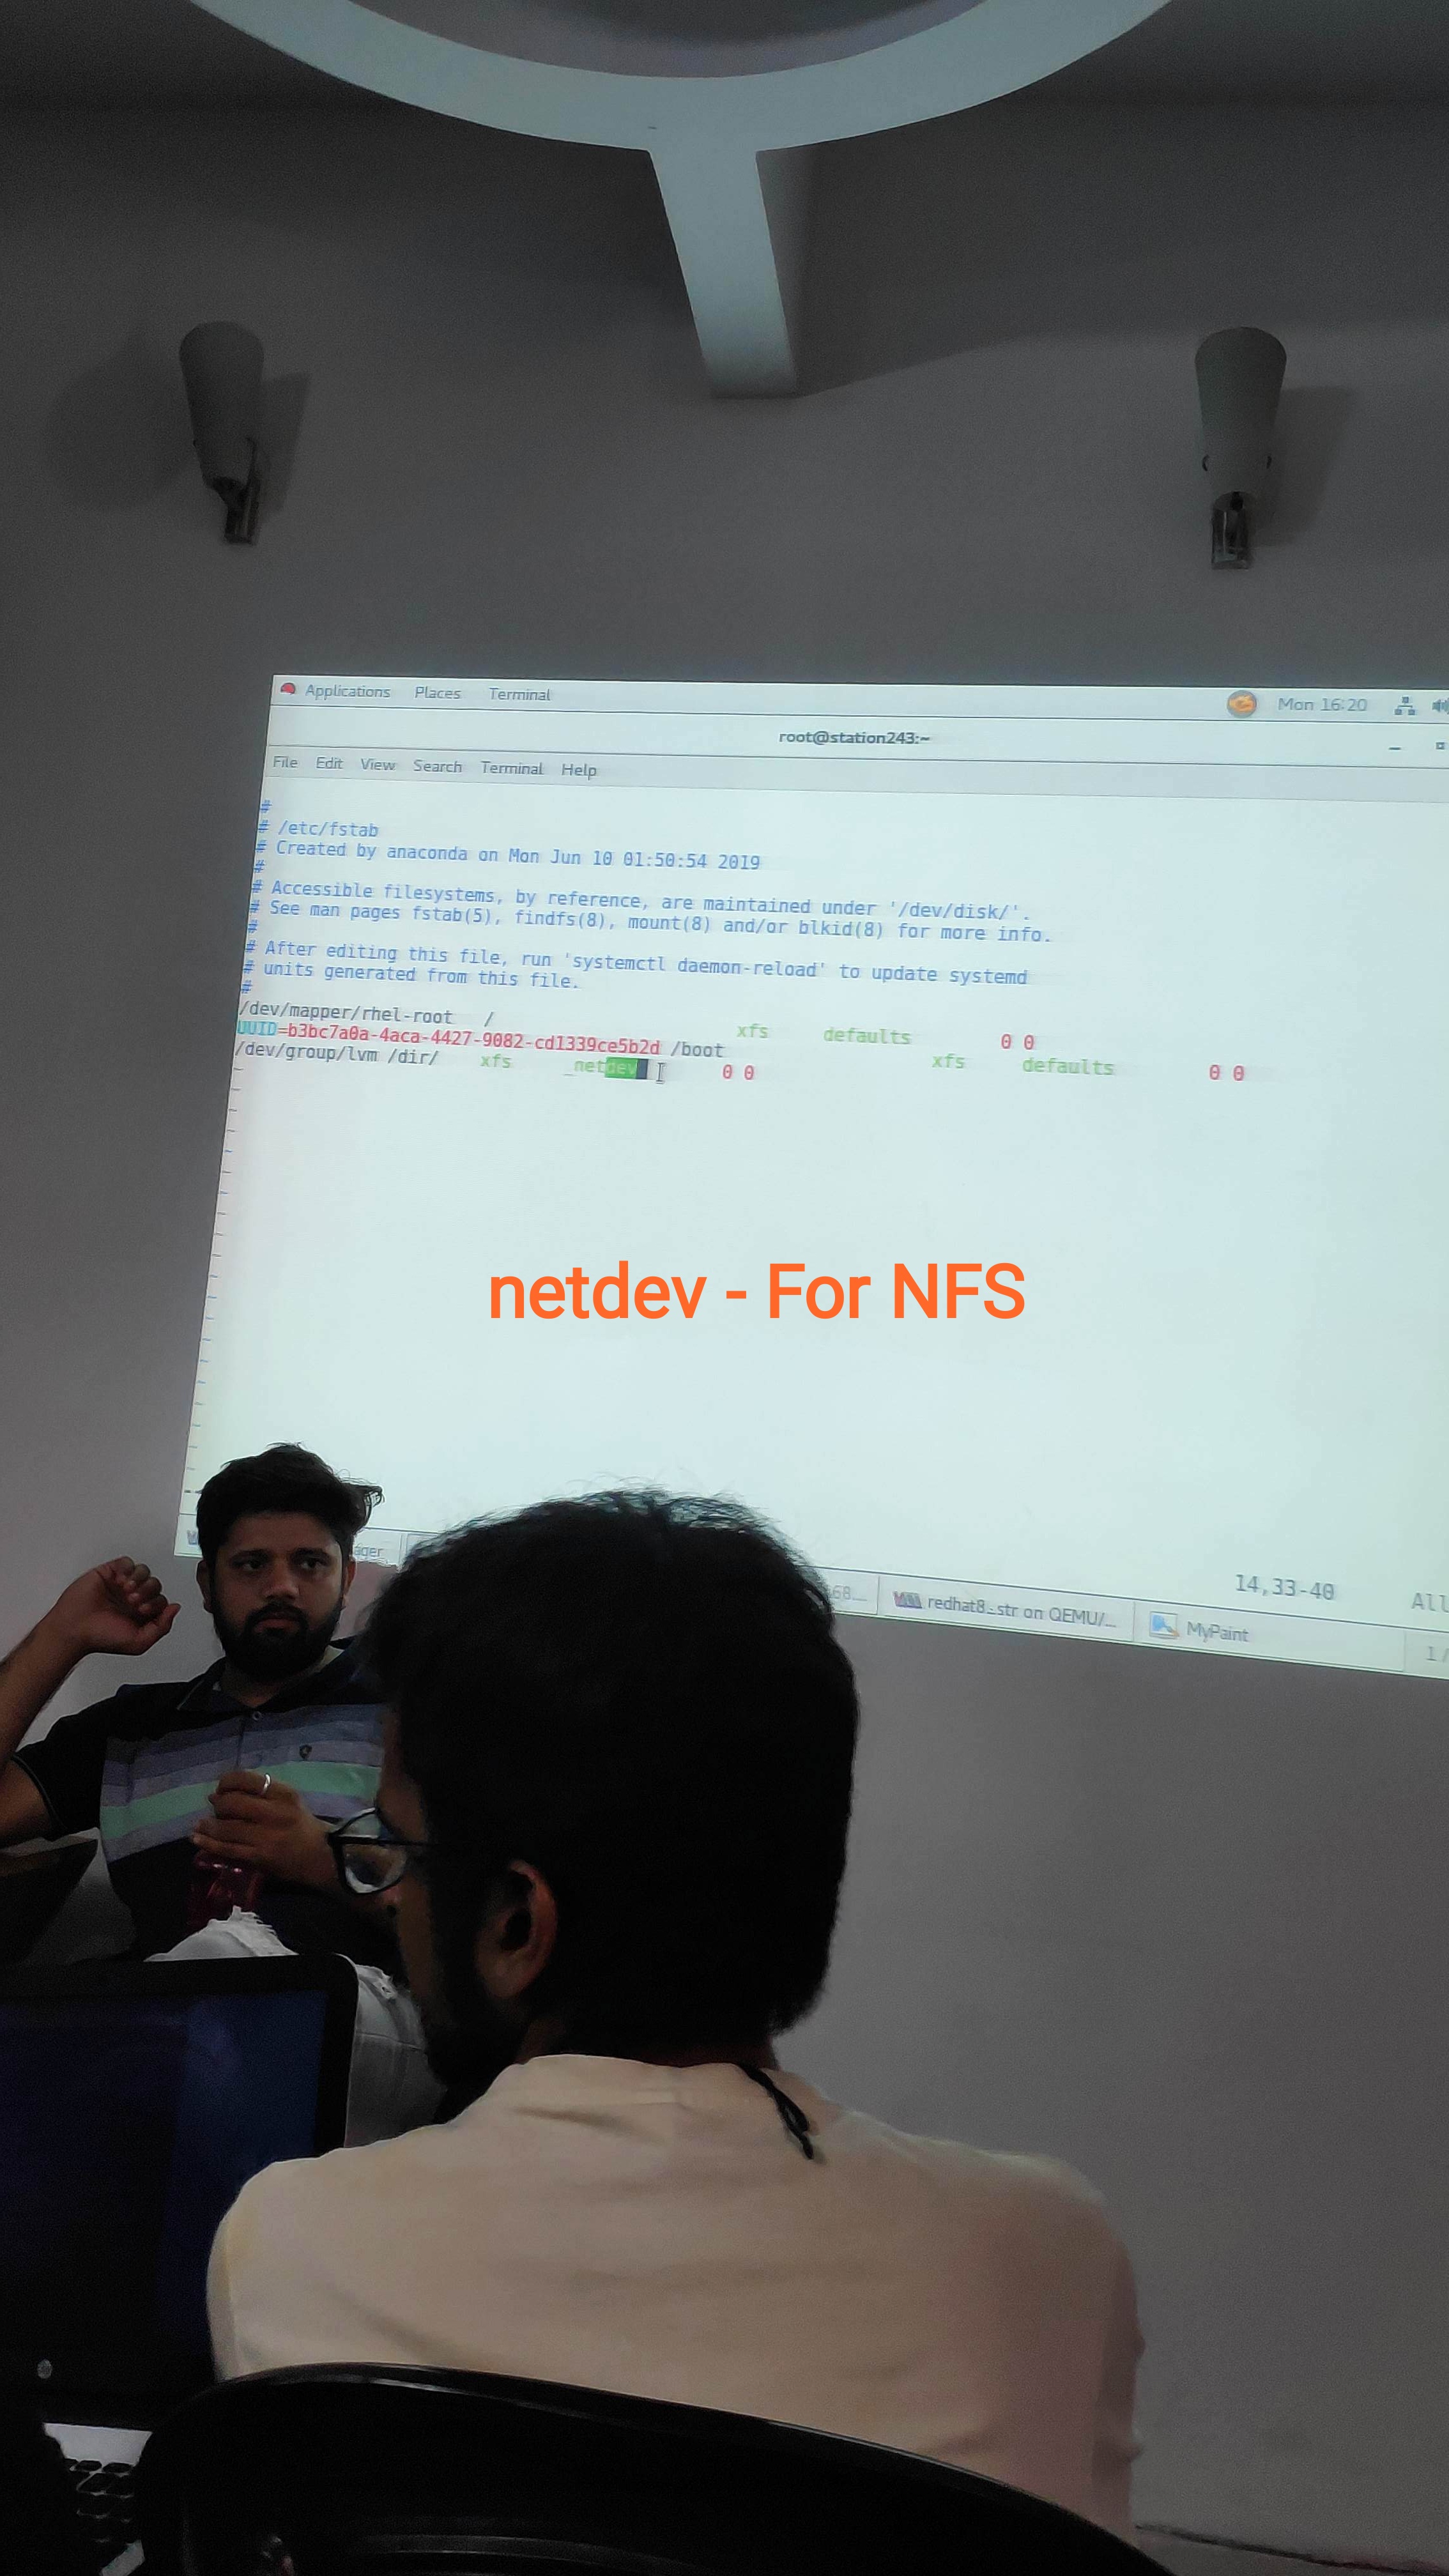 Applications Places Terminal Mon 16:20
root@station243:~
File Edit View Search Terminal Help
#
# /etc/fstab
# Created by anaconda on Mon Jun 10 01:50:54 2019
#
# Accessible filesystems, by reference, are maintained under '/dev/disk/'.
# See man pages fstab(5), findfs(8), mount(8) and/or blkid(8) for more info.
#
# After editing this file, run 'systemctl daemon-reload' to update systemd
# units generated from this file.
#
/dev/mapper/rhel-root / xfs defaults 0 0
UUID=b3bc7a0a-4aca-4427-9082-cd1339ce5b2d /boot xfs defaults 0 0
/dev/group/lvm /dir/ xfs _netdev 0 0
netdev - For NFS
14,33-40 All
redhat8_str on QEMU/... MyPaint